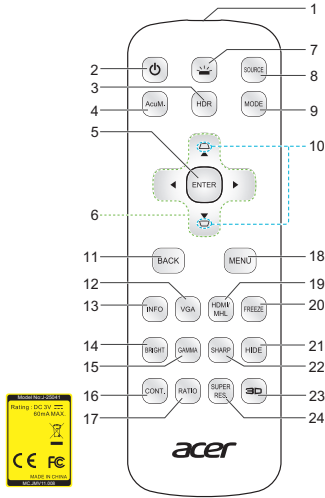 1
2
7
SOURCE
8
3
4
AcuM.
HDR
MODE
9
5
10
ENTER
6
11
BACK
MENU
18
12
19
13
INFO
VGA
HDMI/
MHL
FREEZE
20
14
BRIGHT
GAMMA
SHARP
HIDE
21
15
22
16
CONT.
RATIO
SUPER
RES.
3D
23
17
24
acer
Model No:J-25041
Rating : DC 3V
60mA MAX.
CE FC
MADE IN CHINA
MC.JMV11.009